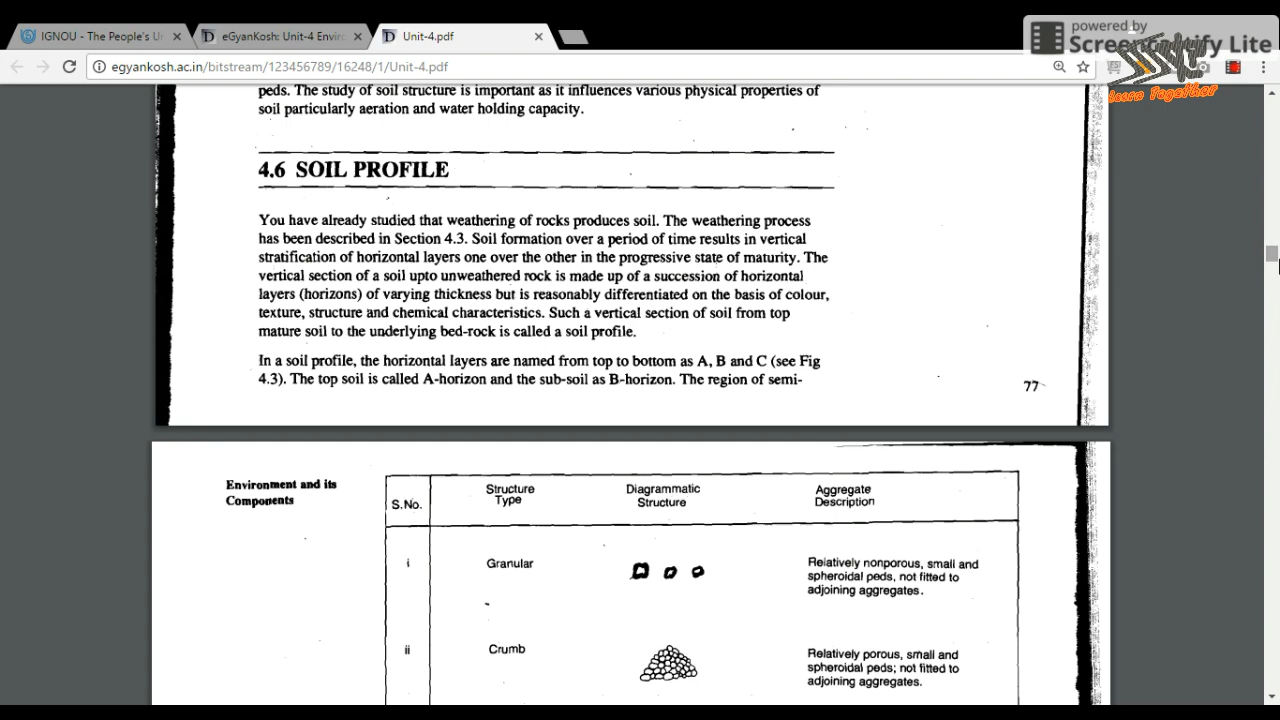 IGNOU - The People's Un
eGyanKosh: Unit-4 Enviro
Unit-4.pdf
powered by
Lite
egyankosh.ac.in/bitstream/123456789/16248/1/Unit-4.pdf
Learn Together
peds. The study of soil structure is important as it influences various physical properties of
soil particularly aeration and water holding capacity.
4.6 SOIL PROFILE
You have already studied that weathering of rocks produces soil. The weathering process
has been described in Section 4.3. Soil formation over a period of time results in vertical
stratification of horizontal layers one over the other in the progressive state of maturity. The
vertical section of a soil upto unweathered rock is made up of a succession of horizontal
layers (horizons) of varying thickness but is reasonably differentiated on the basis of colour,
texture, structure and chemical characteristics. Such a vertical section of soil from top
mature soil to the underlying bed-rock is called a soil profile.
In a soil profile, the horizontal layers are named from top to bottom as A, B and C (see Fig
4.3). The top soil is called A-horizon and the sub-soil as B-horizon. The region of semi-
77
Environment and its
Components
S.No.
Structure
Type
Diagrammatic
Structure
Aggregate
Description
i
Granular
Relatively nonporous, small and
spheroidal peds, not fitted to
adjoining aggregates.
ii
Crumb
Relatively porous, small and
spheroidal peds; not fitted to
adjoining aggregates.